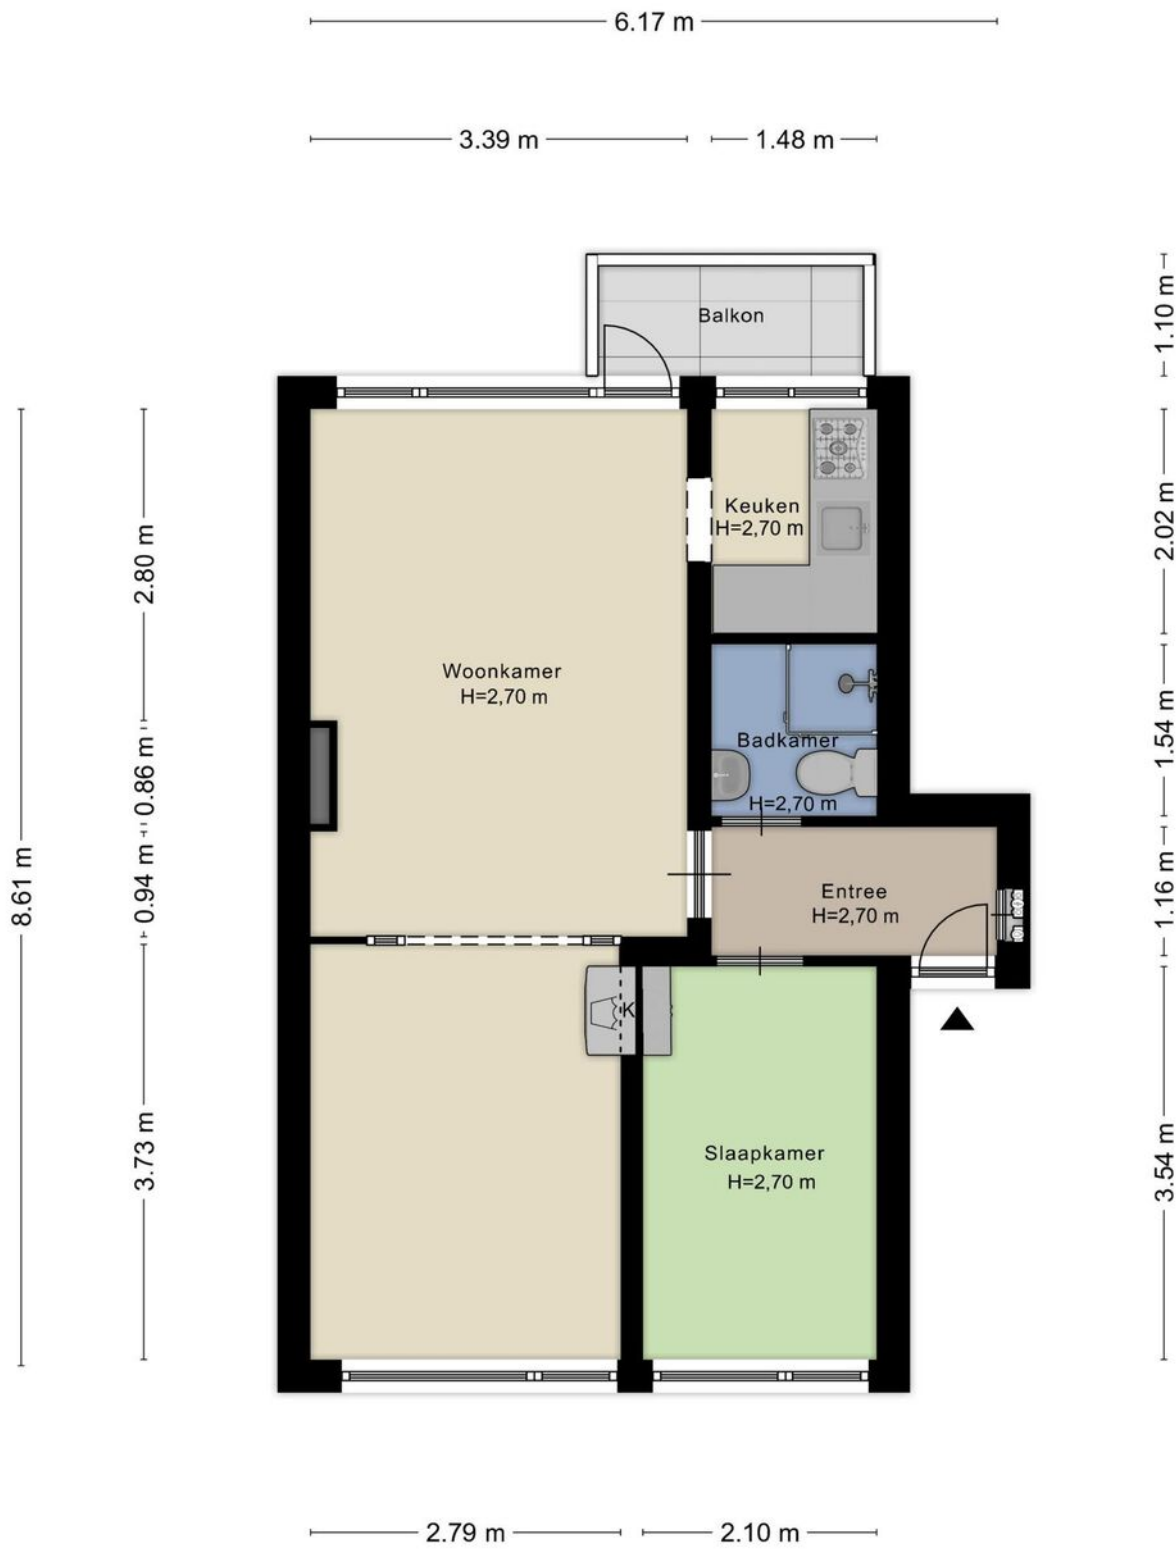 6.17 m
3.39 m
1.48 m
1.10 m
Balkon
2.80 m
2.02 m
Keuken
H=2,70 m
Woonkamer
H=2,70 m
1.54 m
Badkamer
H=2,70 m
0.86 m
8.61 m
0.94 m
Entree
H=2,70 m
1.16 m
K
3.73 m
Slaapkamer
H=2,70 m
3.54 m
2.79 m
2.10 m